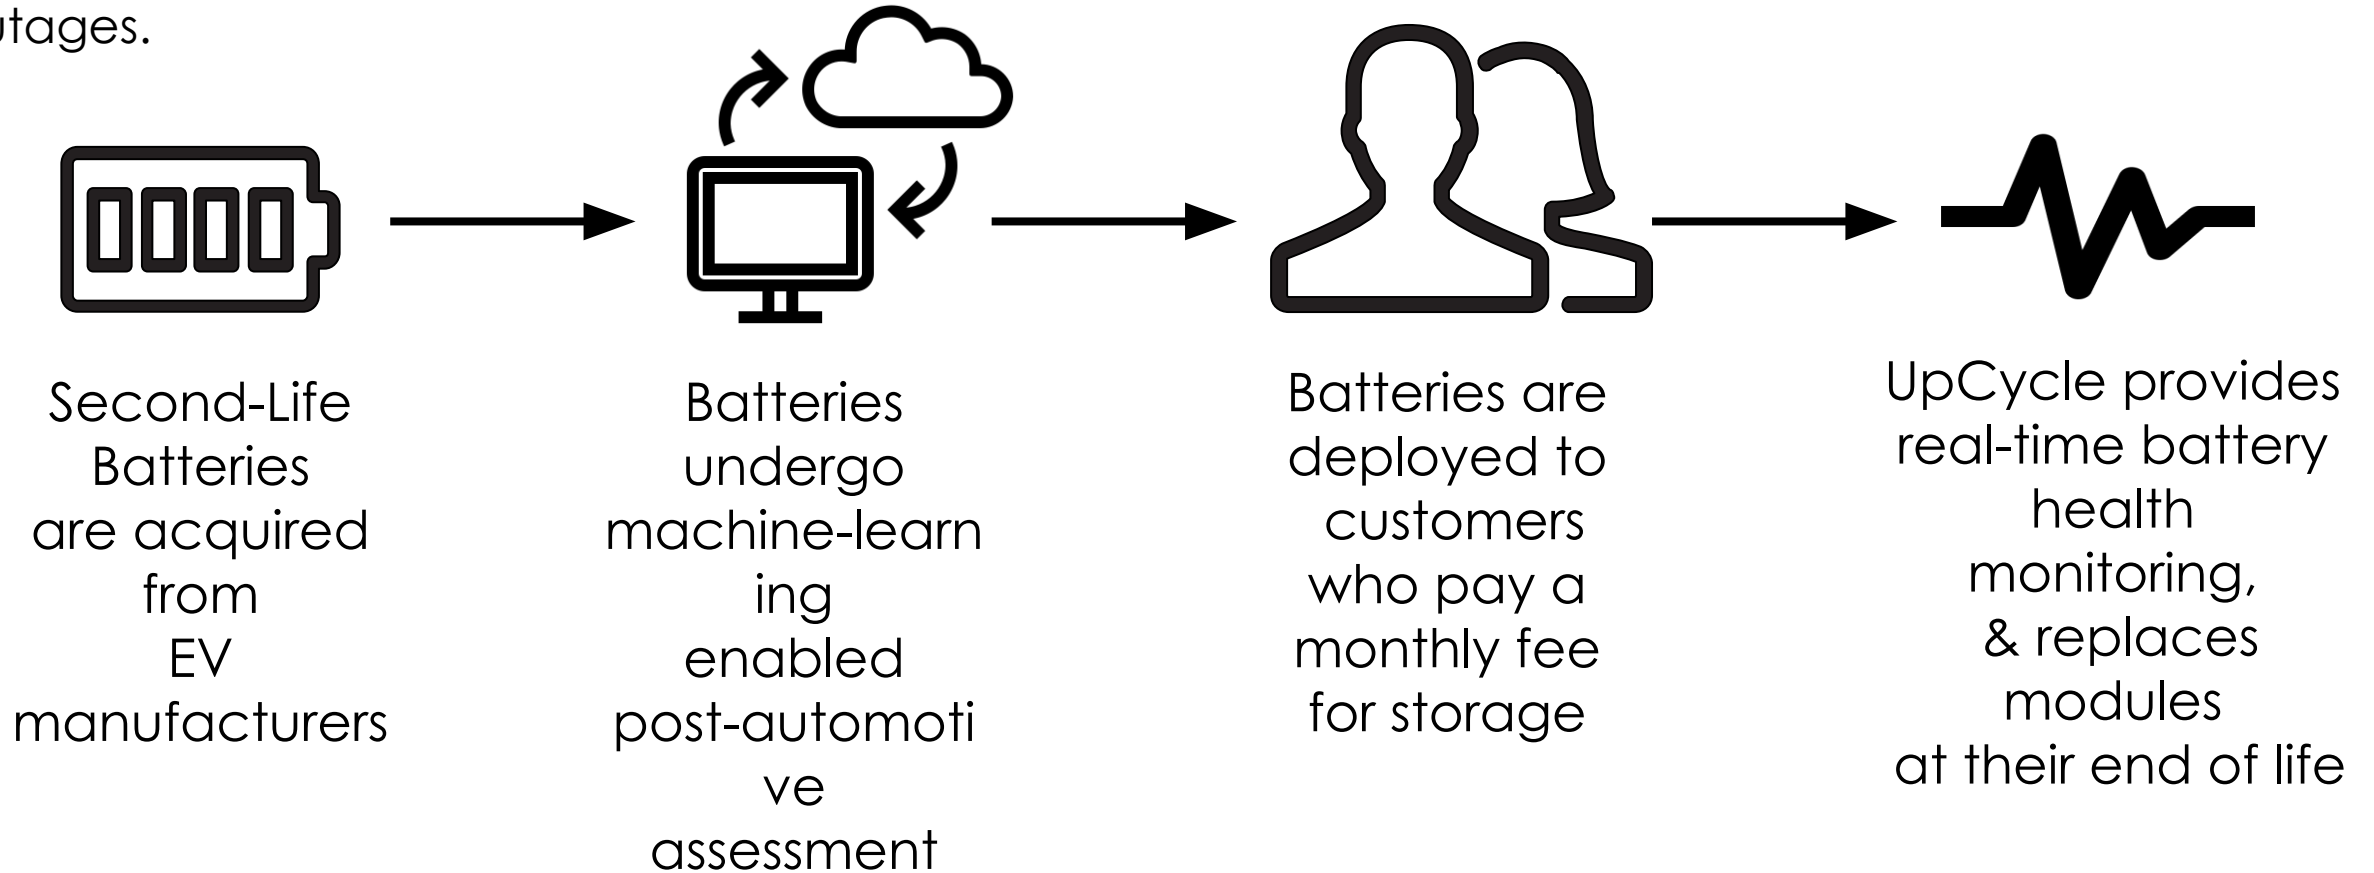 Second-Life
Batteries
are acquired
from
EV
manufacturers
Batteries
undergo
machine-learn
ing
enabled
post-automoti
ve
assessment
Batteries are
deployed to
customers
who pay a
monthly fee
for storage
UpCycle provides
real-time battery
health
monitoring,
& replaces
modules
at their end of life